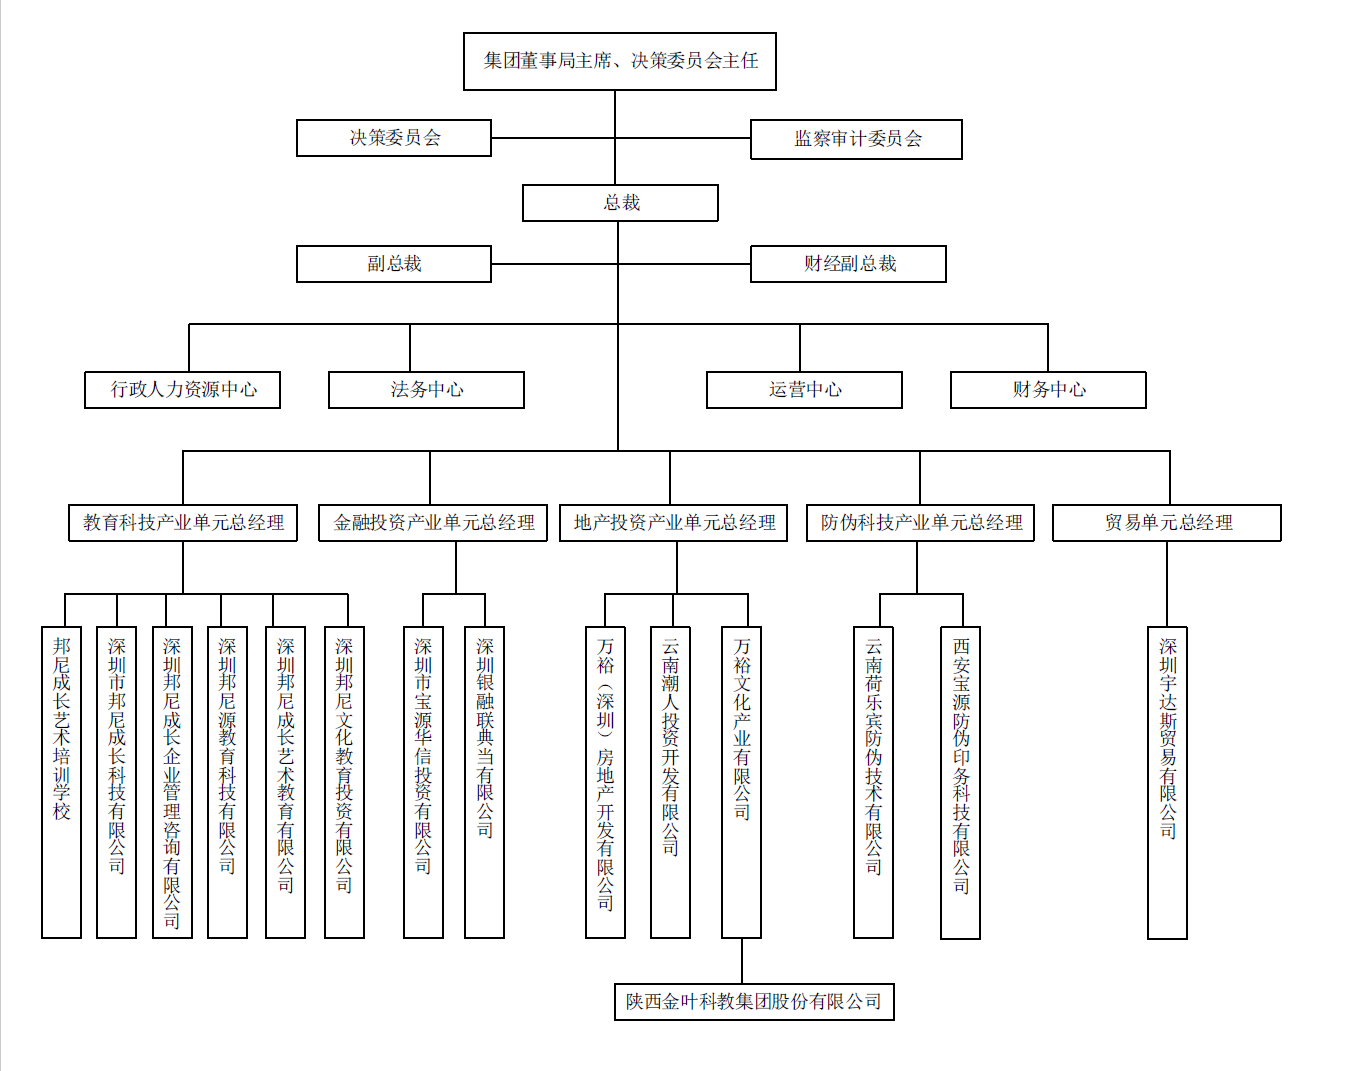 集团董事局主席、决策委员会主任
决策委员会
监察审计委员会
总裁
副总裁
财经副总裁
行政人力资源中心
法务中心
运营中心
财务中心
教育科技产业单元总经理
金融投资产业单元总经理
地产投资产业单元总经理
防伪科技产业单元总经理
贸易单元总经理
邦尼成长艺术培训学校
深圳市邦尼成长科技有限公司
深圳邦尼成长企业管理咨询有限公司
深圳邦尼源教育科技有限公司
深圳邦尼成长艺术教育有限公司
深圳邦尼文化教育投资有限公司
深圳市宝源华信投资有限公司
深圳银融联典当有限公司
万裕（深圳）房地产开发有限公司
云南潮人投资开发有限公司
万裕文化产业有限公司
云南荷乐宾防伪技术有限公司
西安宝源防伪印务科技有限公司
深圳宇达斯贸易有限公司
陕西金叶科教集团股份有限公司